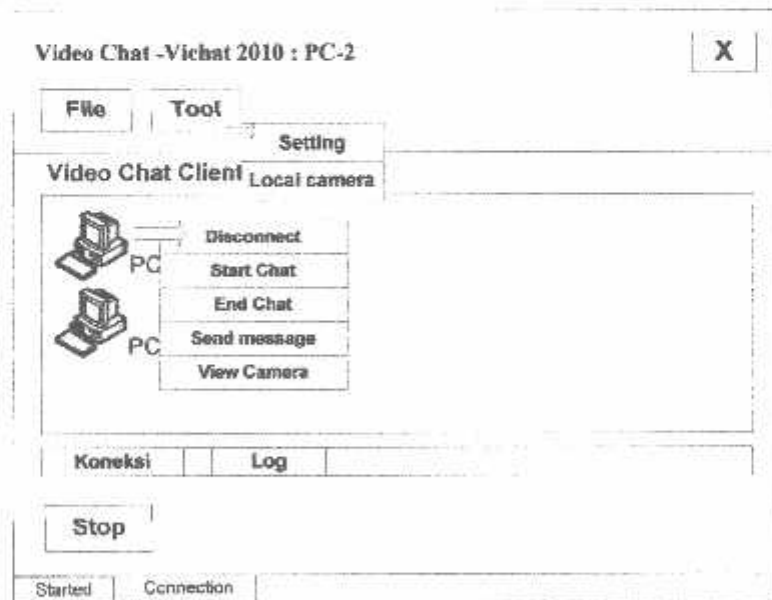 Video Chat -Vichat 2010 : PC-2
X
File
Tool
Setting
Local camera
Video Chat Client
PC
Disconnect
Start Chat
End Chat
Send message
View Camera
PC
Koneksi
Log
Stop
Started
Connection